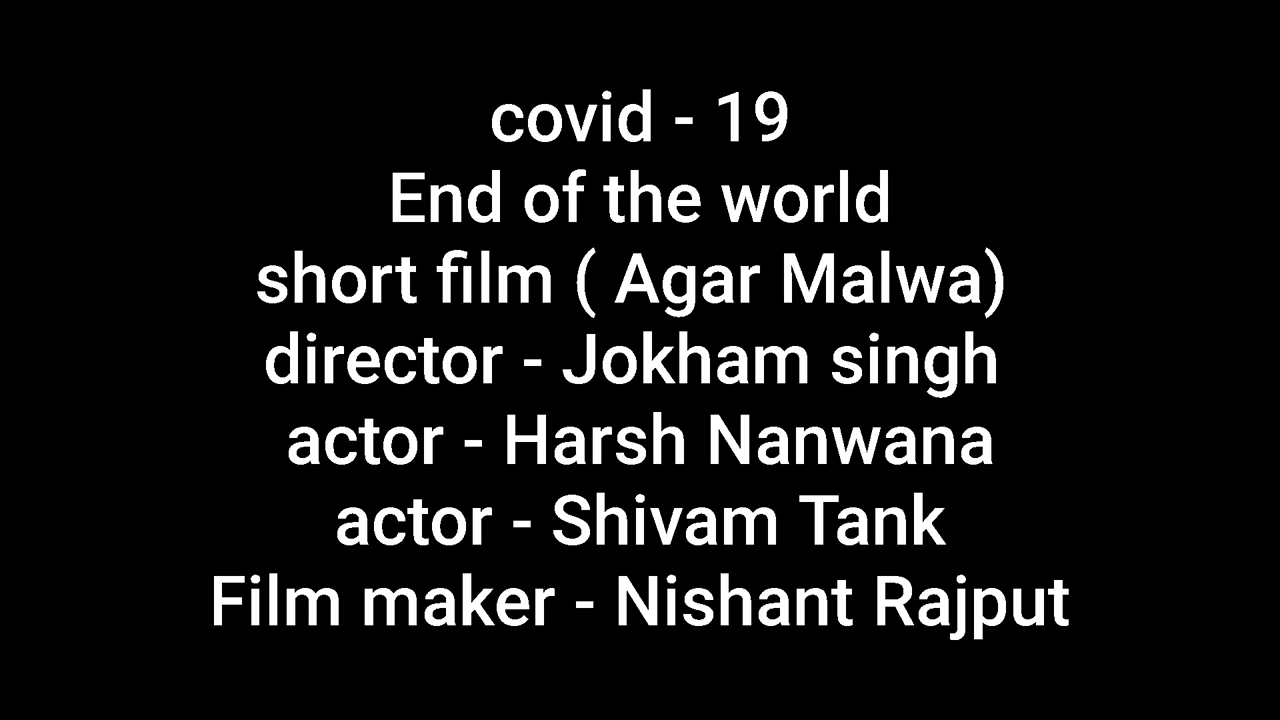 covid - 19
End of the world
short film ( Agar Malwa)
director - Jokham singh
actor - Harsh Nanwana
actor - Shivam Tank
Film maker - Nishant Rajput